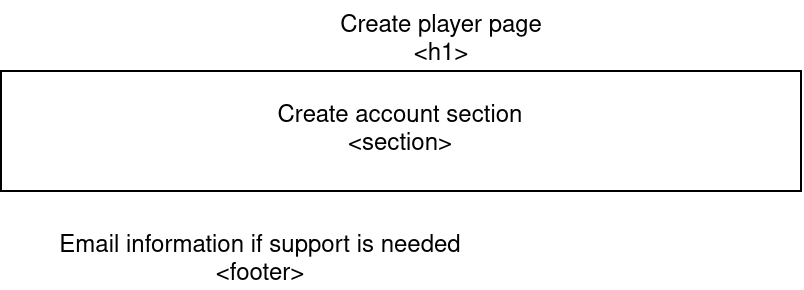 Create player page
<h1>
Create account section
<section>
Email information if support is needed
<footer>